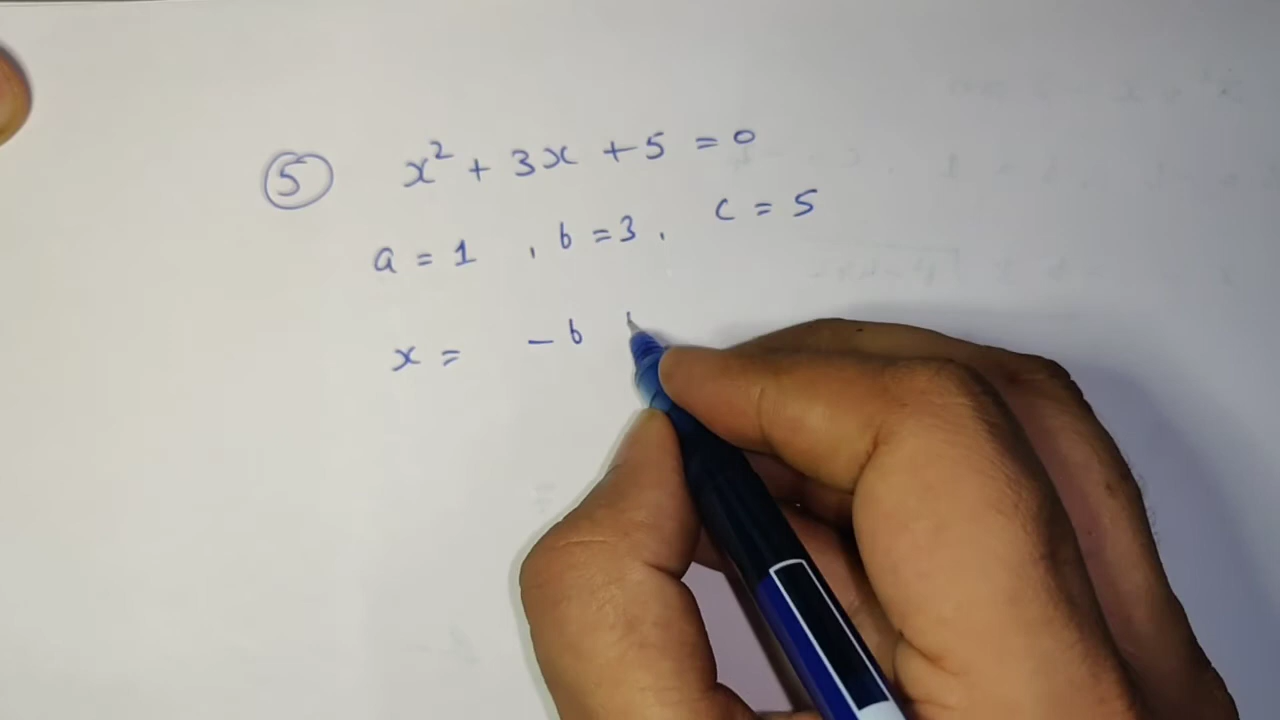 ⑤ x² + 3x + 5 = 0
a = 1 , b = 3 , c = 5
x = - b